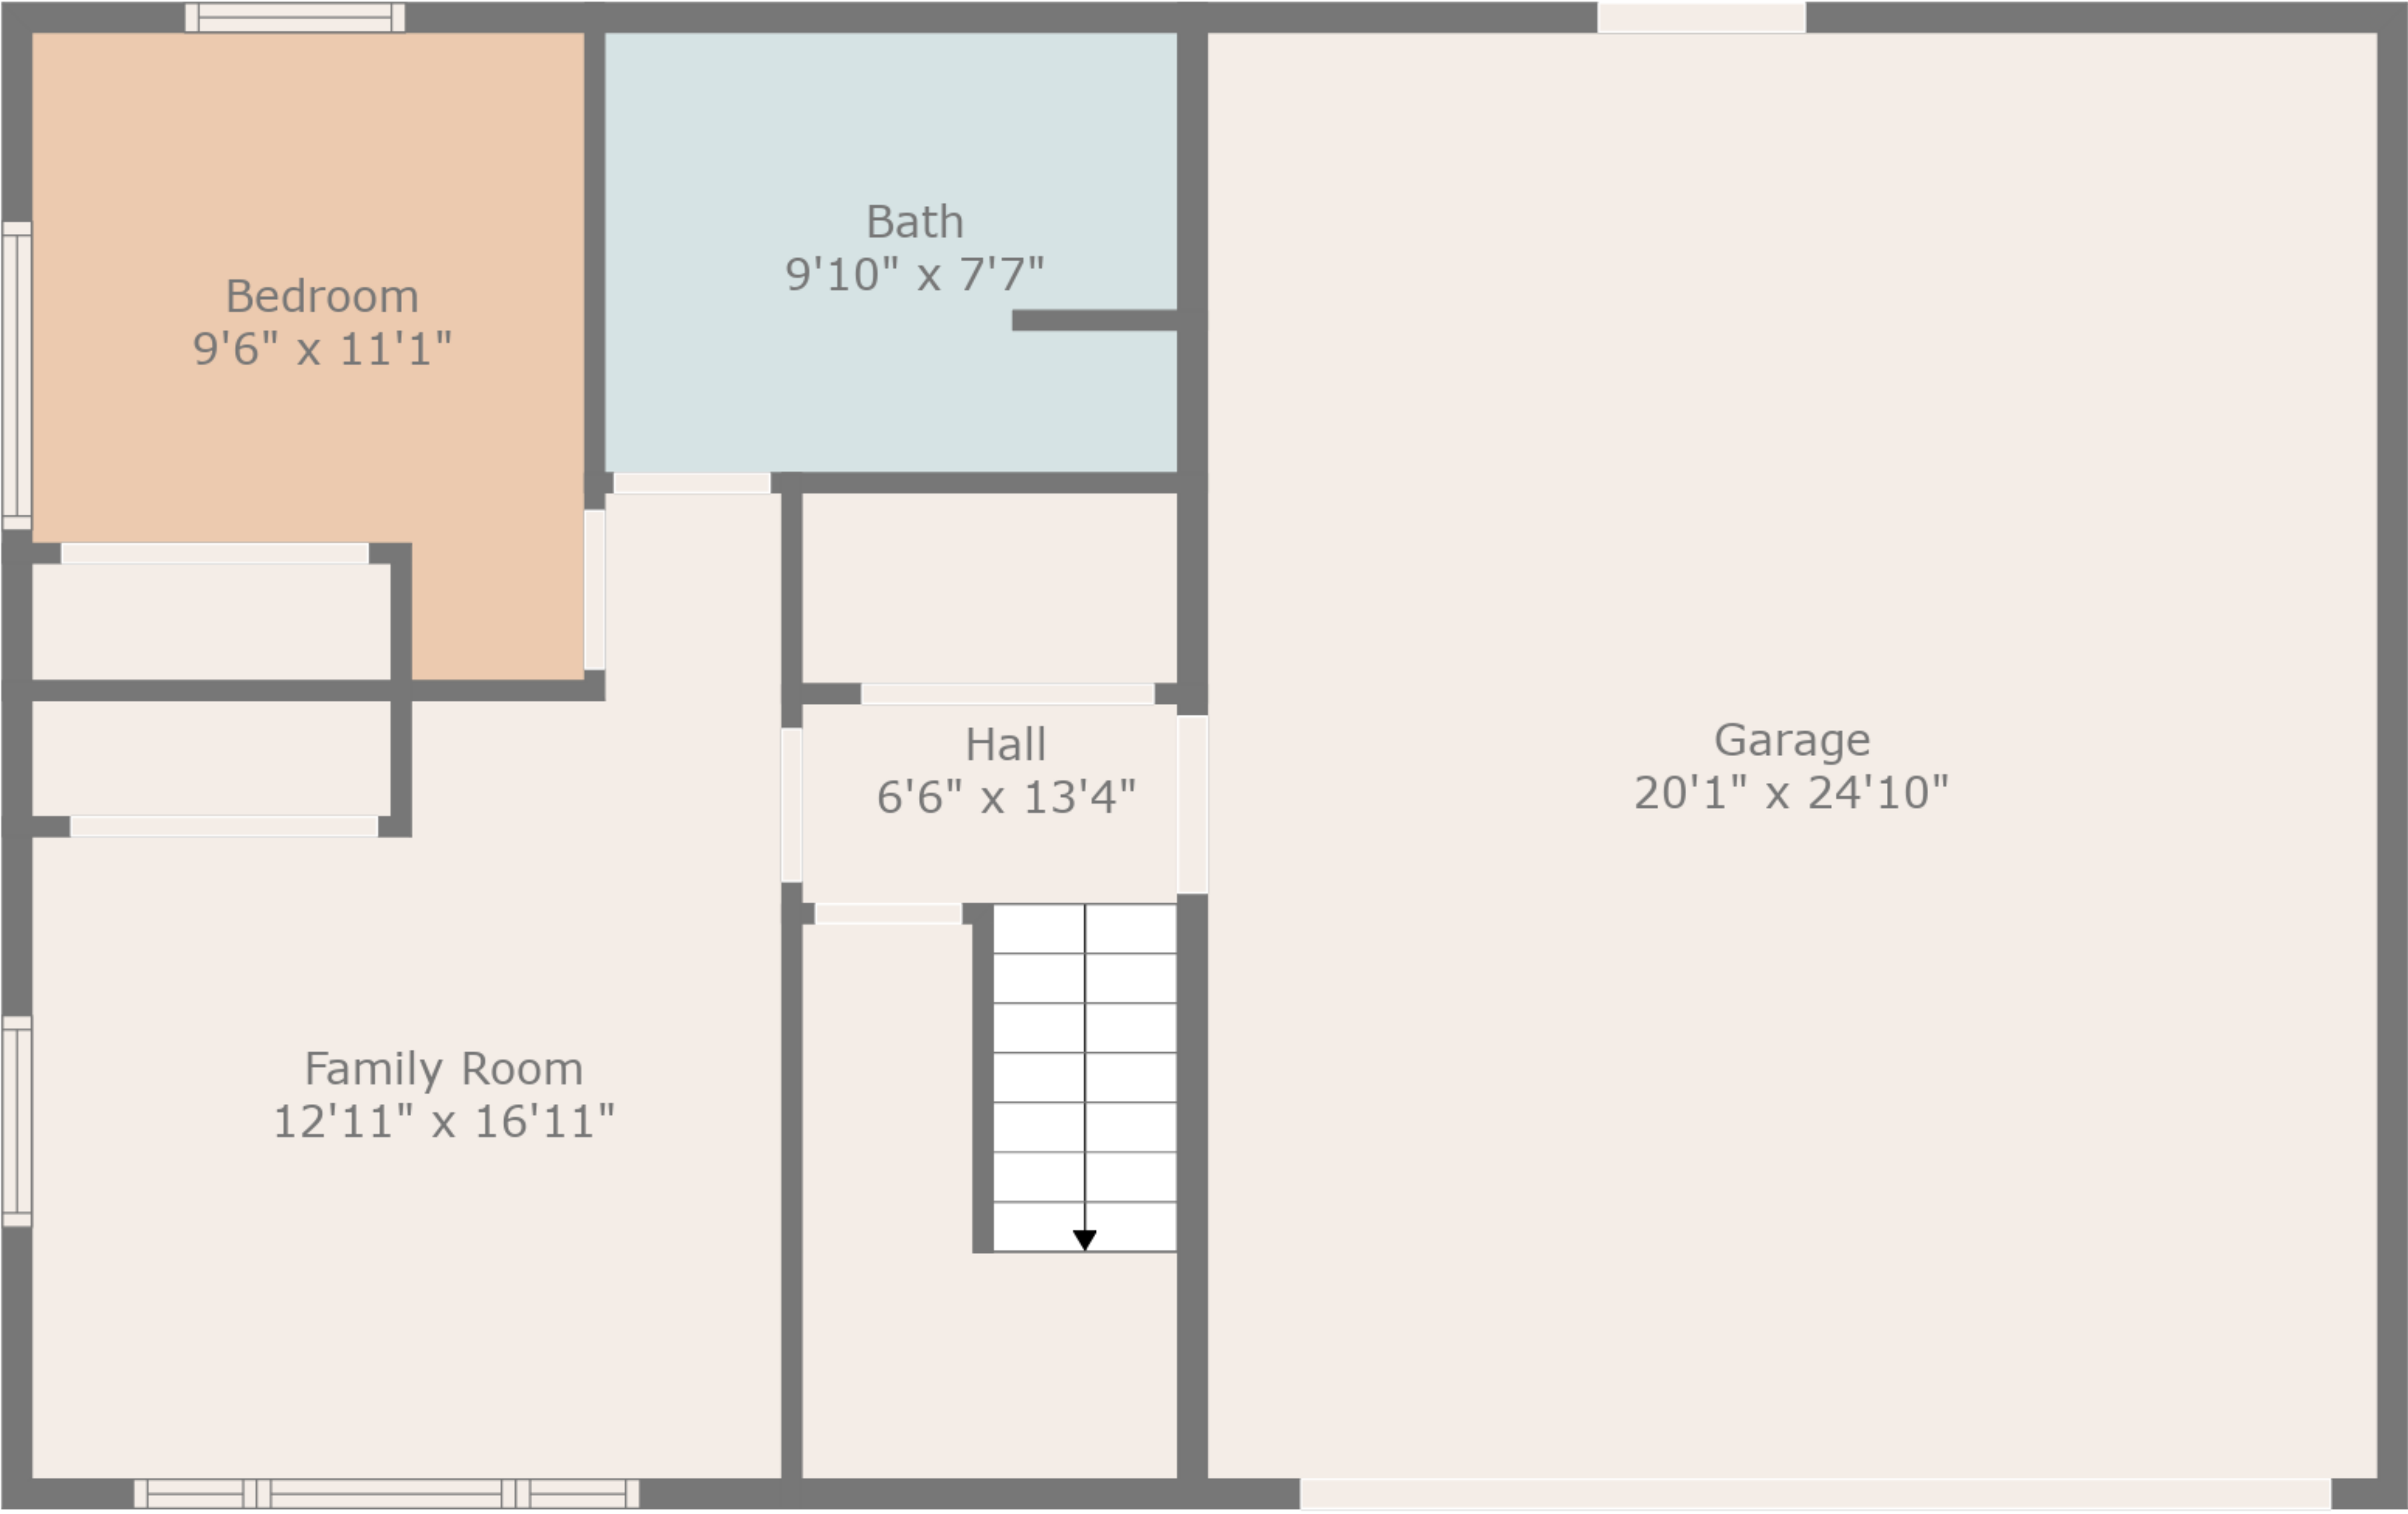 Bath
9'10" x 7'7"
Bedroom
9'6" x 11'1"
Hall
6'6" x 13'4"
Garage
20'1" x 24'10"
Family Room
12'11" x 16'11"